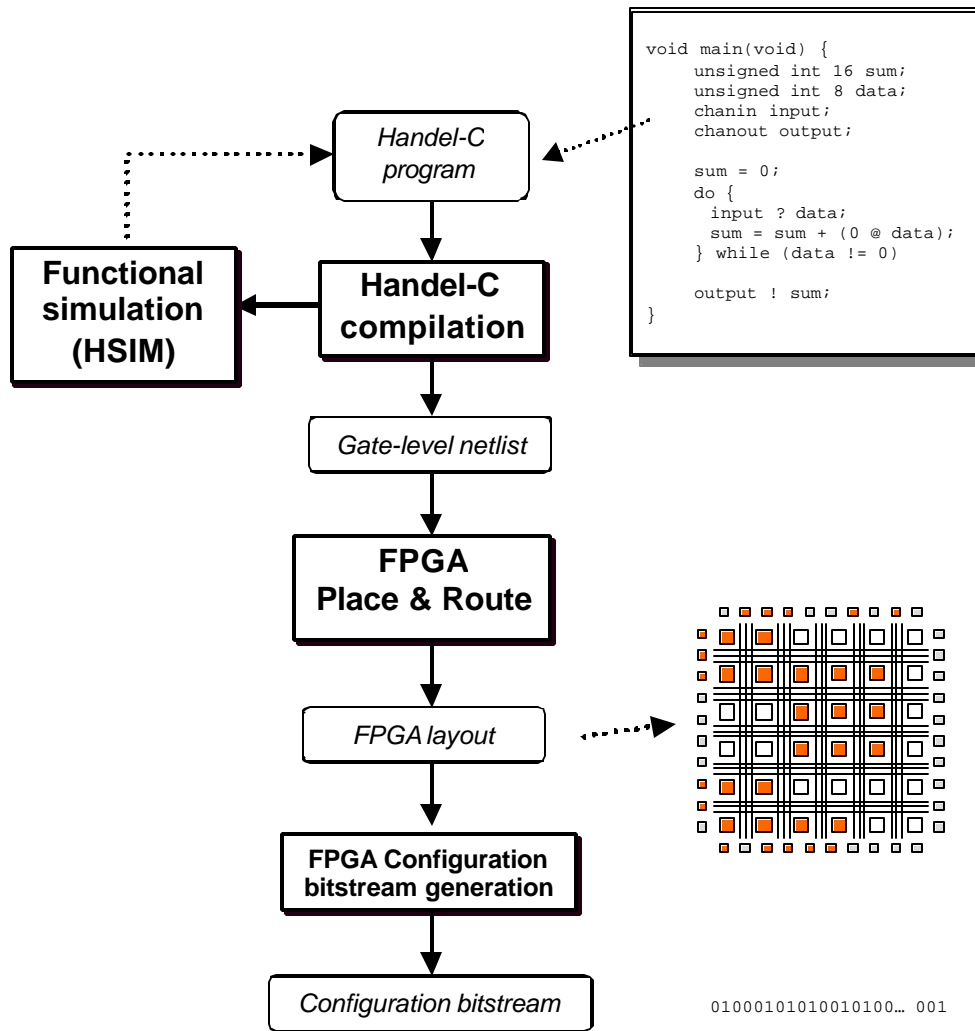 void main(void) {
unsigned int 16 sum;
unsigned int 8 data;
chanin input;
chanout output;
sum = 0;
do {
input ? data;
sum = sum + (0 @ data);
} while (data != 0)
output ! sum;
}
Handel-C
program
Functional
simulation
(HSIM)
Handel-C
compilation
Gate-level netlist
FPGA
Place & Route
FPGA layout
FPGA Configuration
bitstream generation
Configuration bitstream
01000101010010100… 001